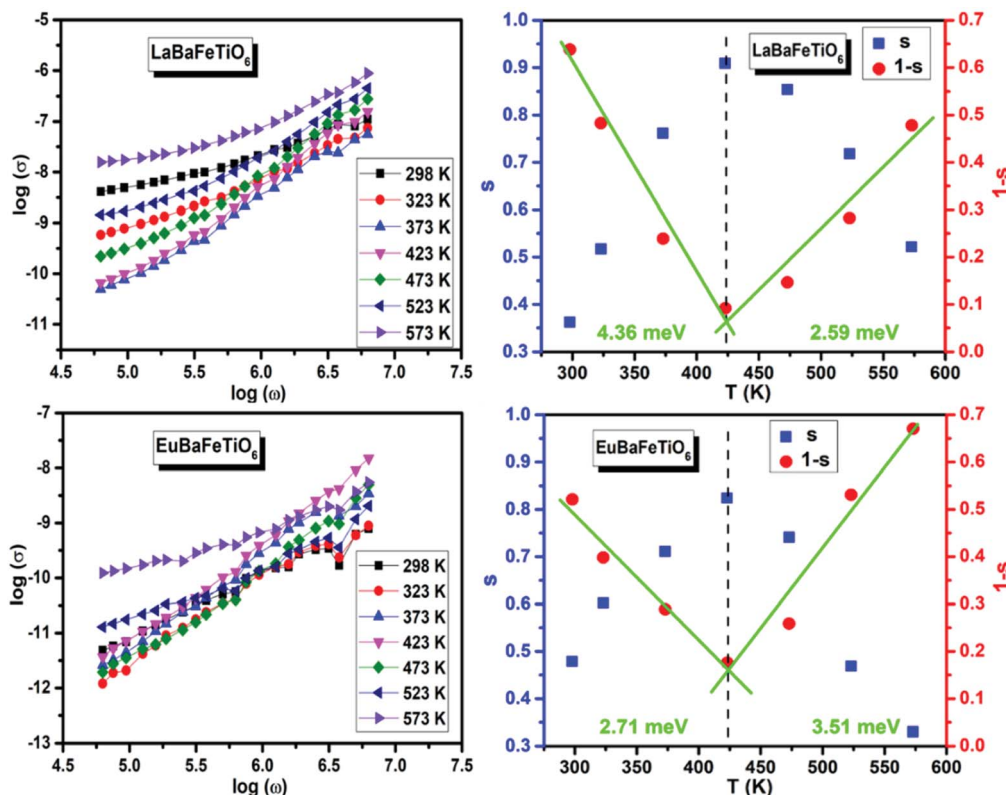 -5
-6
-7
-8
-9
-10
-11
log (σ)
LaBaFeTiO6
298 K
323 K
373 K
423 K
473 K
523 K
573 K
4.5 5.0 5.5 6.0 6.5 7.0 7.5
log (ω)
1.0
0.9
0.8
0.7
0.6
0.5
0.4
0.3
s
LaBaFeTiO6
s
1-s
4.36 meV
2.59 meV
0.7
0.6
0.5
0.4
0.3
0.2
0.1
0.0
1-s
300 350 400 450 500 550 600
T (K)
-7
-8
-9
-10
-11
-12
-13
log (σ)
EuBaFeTiO6
298 K
323 K
373 K
423 K
473 K
523 K
573 K
4.5 5.0 5.5 6.0 6.5 7.0 7.5
log (ω)
1.0
0.9
0.8
0.7
0.6
0.5
0.4
0.3
s
EuBaFeTiO6
s
1-s
2.71 meV
3.51 meV
0.7
0.6
0.5
0.4
0.3
0.2
0.1
0.0
1-s
300 350 400 450 500 550 600
T (K)